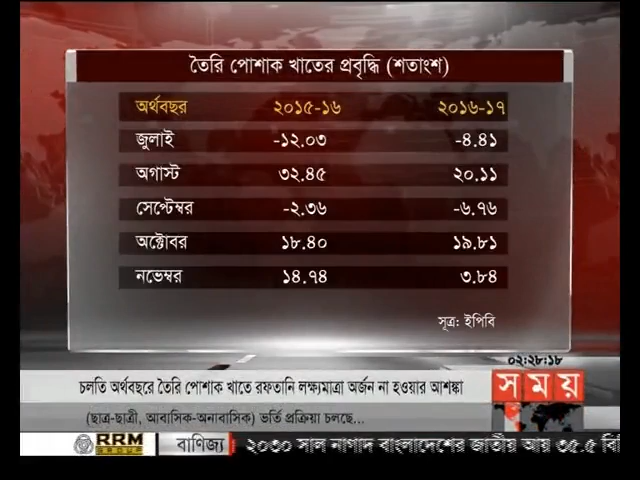 তৈরি পোশাক খাতের প্রবৃদ্ধি (শতাংশ)
অর্থবছর ২০১৫-১৬ ২০১৬-১৭
জুলাই -১২.০৩ -৪.৪১
অগাস্ট ৩২.৪৫ ২০.১১
সেপ্টেম্বর -২.৩৬ -৬.৭৬
অক্টোবর ১৮.৪০ ১৯.৮১
নভেম্বর ১৪.৭৪ ৩.৮৪
সূত্র: ইপিবি
০২:২৮:১৮
চলতি অর্থবছরে তৈরি পোশাক খাতে রফতানি লক্ষ্যমাত্রা অর্জন না হওয়ার আশঙ্কা
সময়
(ছাত্র-ছাত্রী, আবাসিক-অনাবাসিক) ভর্তি প্রক্রিয়া চলছে...
RRM GROUP বাণিজ্য ২০৩০ সাল নাগাদ বাংলাদেশের জাতীয় আয় ৩৫.৫